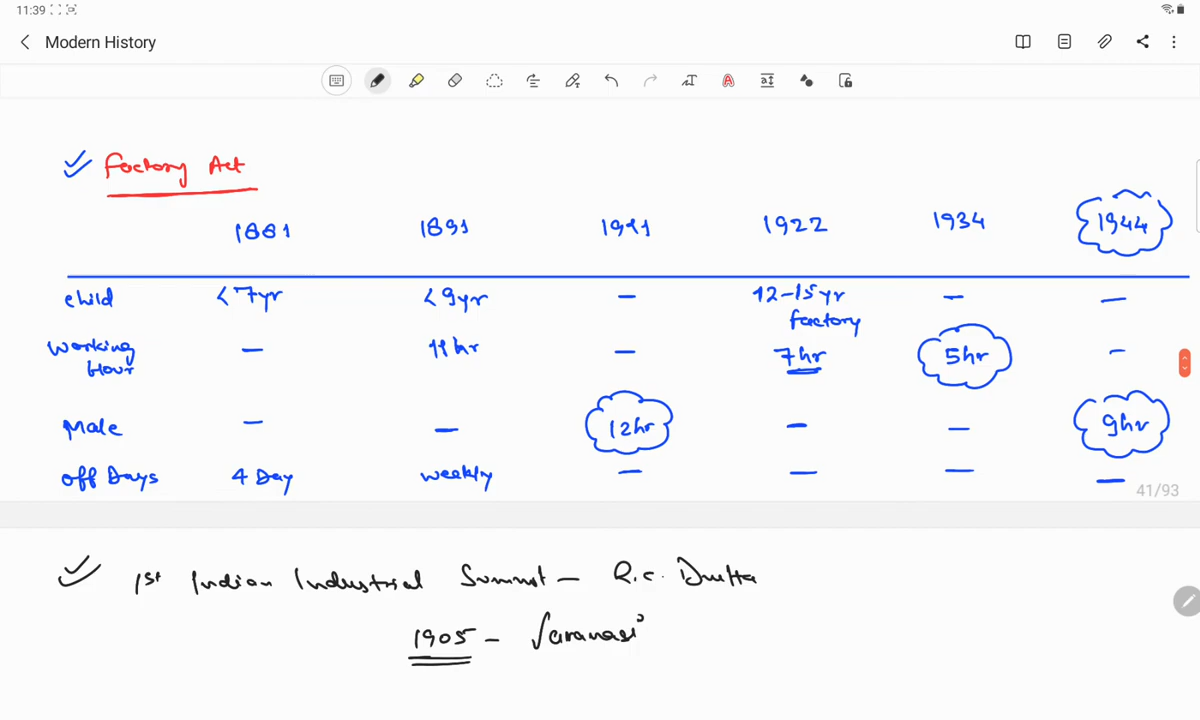 11:39
Modern History
Factory Act
1881 1891 1911 1922 1934 1944
child <7yr <9yr – 12-15yr factory – –
Working Hour – 11hr – 7hr 5hr –
Male – – 12hr – – 9hr
off Days 4 Day weekly – – – –
41/93
1st Indian Industrial Summit – R.C. Dutta
1905 – Varanasi